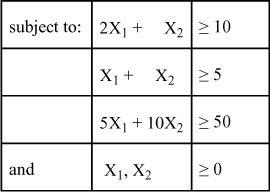 subject to: 2X₁ + X₂ ≥ 10
X₁ + X₂ ≥ 5
5X₁ + 10X₂ ≥ 50
and X₁, X₂ ≥ 0